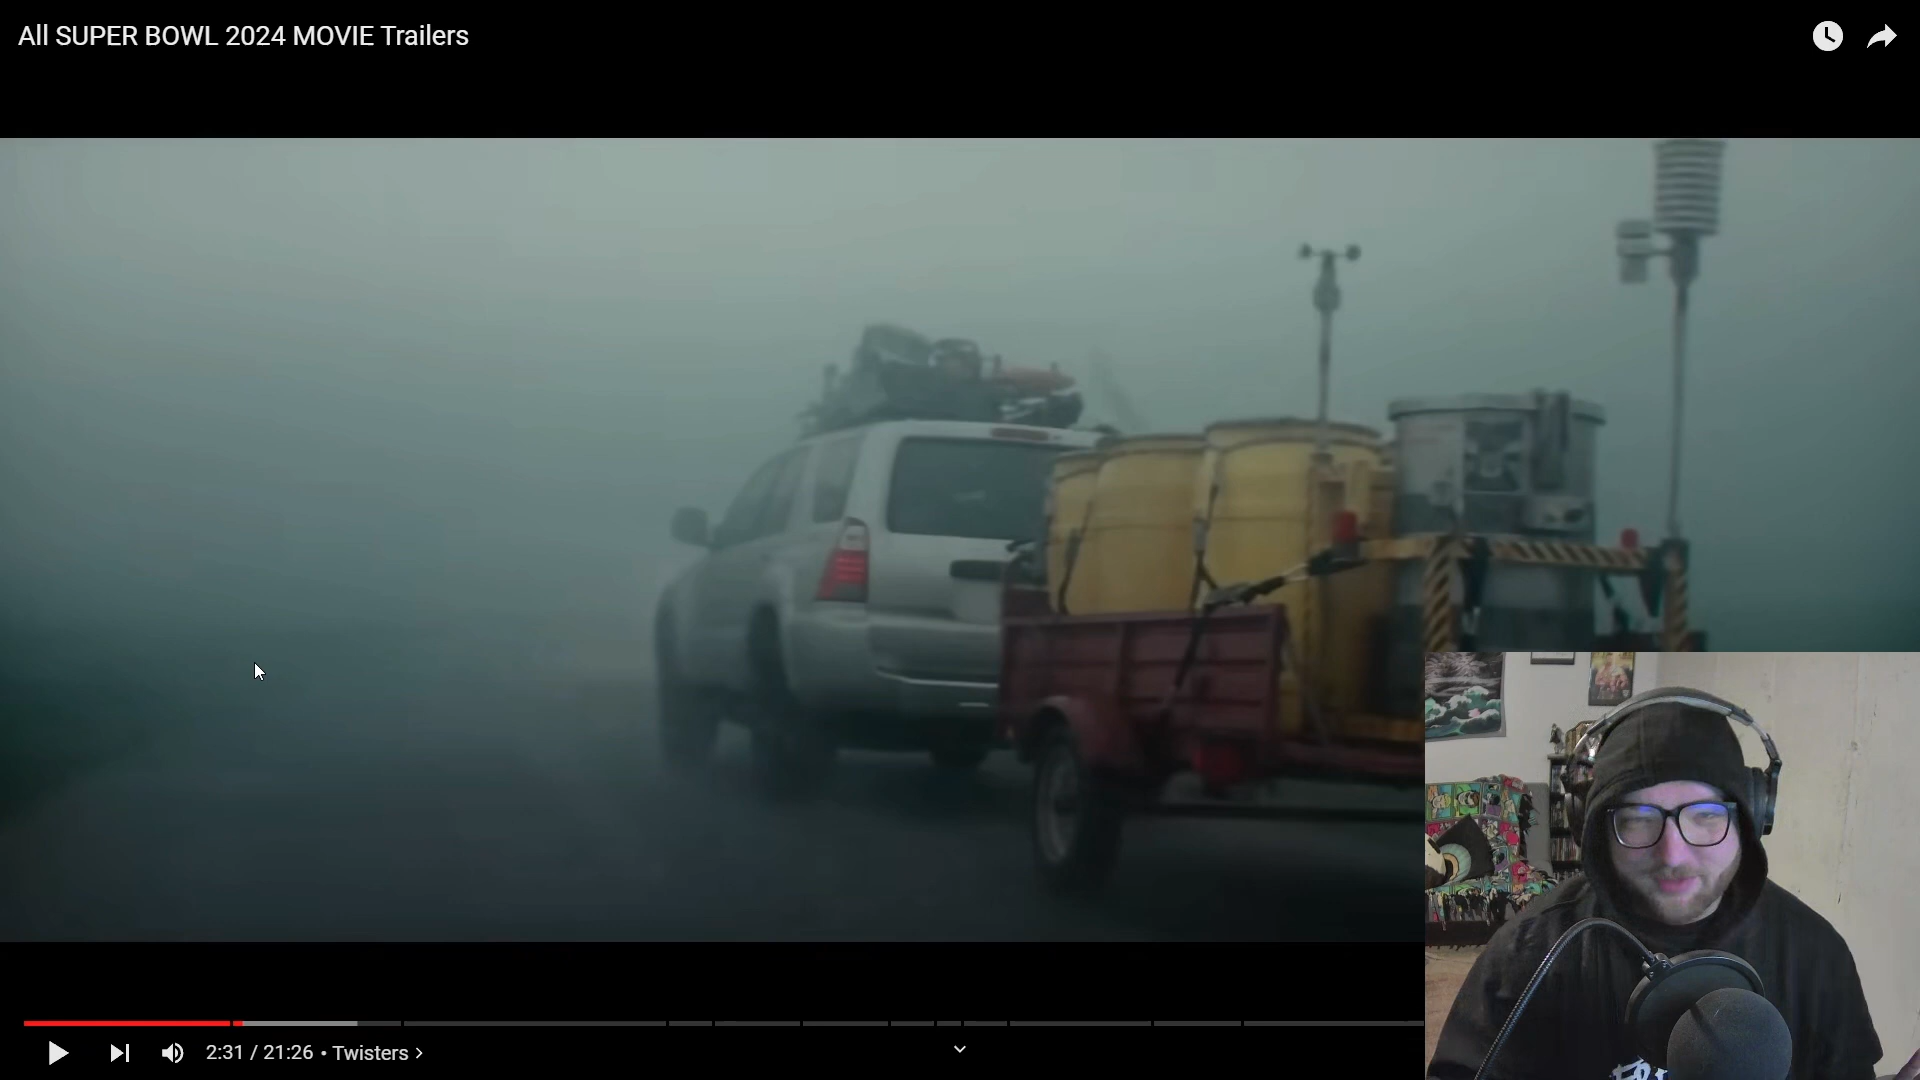 All SUPER BOWL 2024 MOVIE Trailers
2:31 / 21:26 • Twisters ›